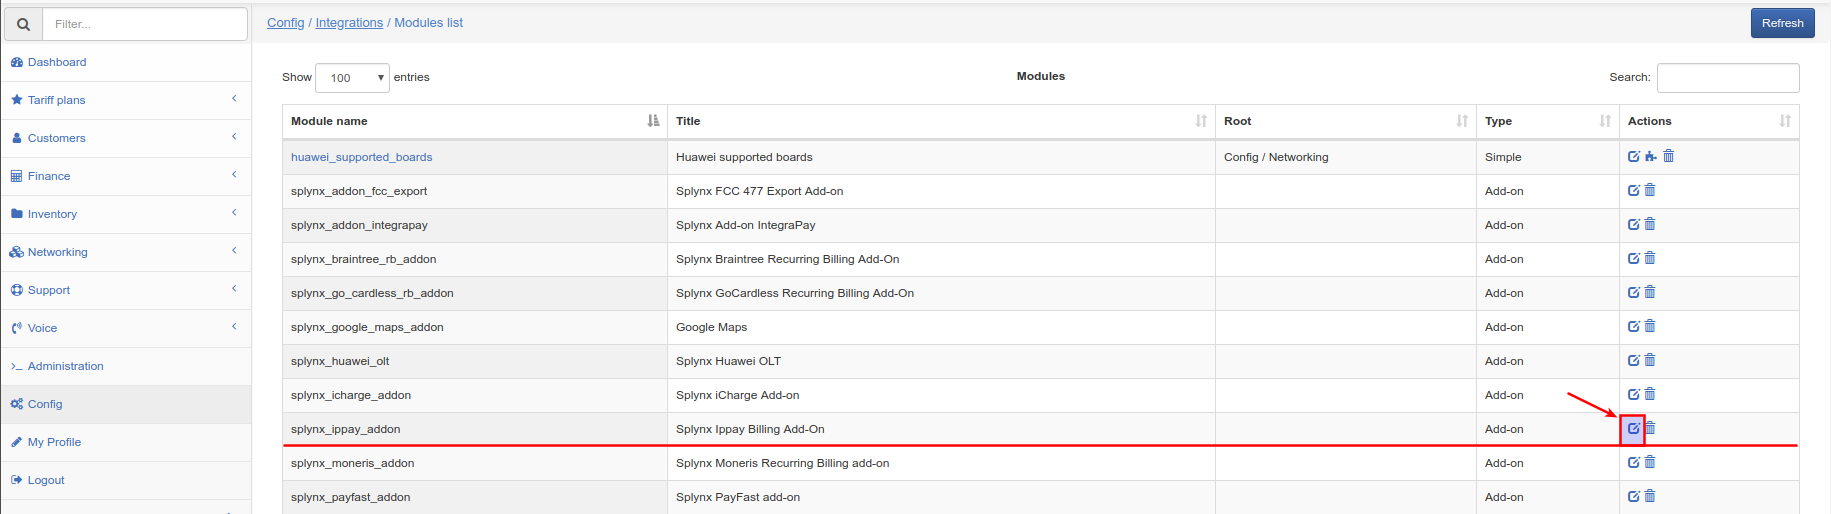 Filter...
Config / Integrations / Modules list
Refresh
Dashboard
Tariff plans
Customers
Finance
Inventory
Networking
Support
Voice
Administration
Config
My Profile
Logout
Show 100 entries
Modules
Search:
Module name Title Root Type Actions
huawei_supported_boards Huawei supported boards Config / Networking Simple
splynx_addon_fcc_export Splynx FCC 477 Export Add-on Add-on
splynx_addon_integrapay Splynx Add-on IntegraPay Add-on
splynx_braintree_rb_addon Splynx Braintree Recurring Billing Add-On Add-on
splynx_go_cardless_rb_addon Splynx GoCardless Recurring Billing Add-On Add-on
splynx_google_maps_addon Google Maps Add-on
splynx_huawei_olt Splynx Huawei OLT Add-on
splynx_icharge_addon Splynx iCharge Add-on Add-on
splynx_ippay_addon Splynx Ippay Billing Add-On Add-on
splynx_moneris_addon Splynx Moneris Recurring Billing add-on Add-on
splynx_payfast_addon Splynx PayFast add-on Add-on